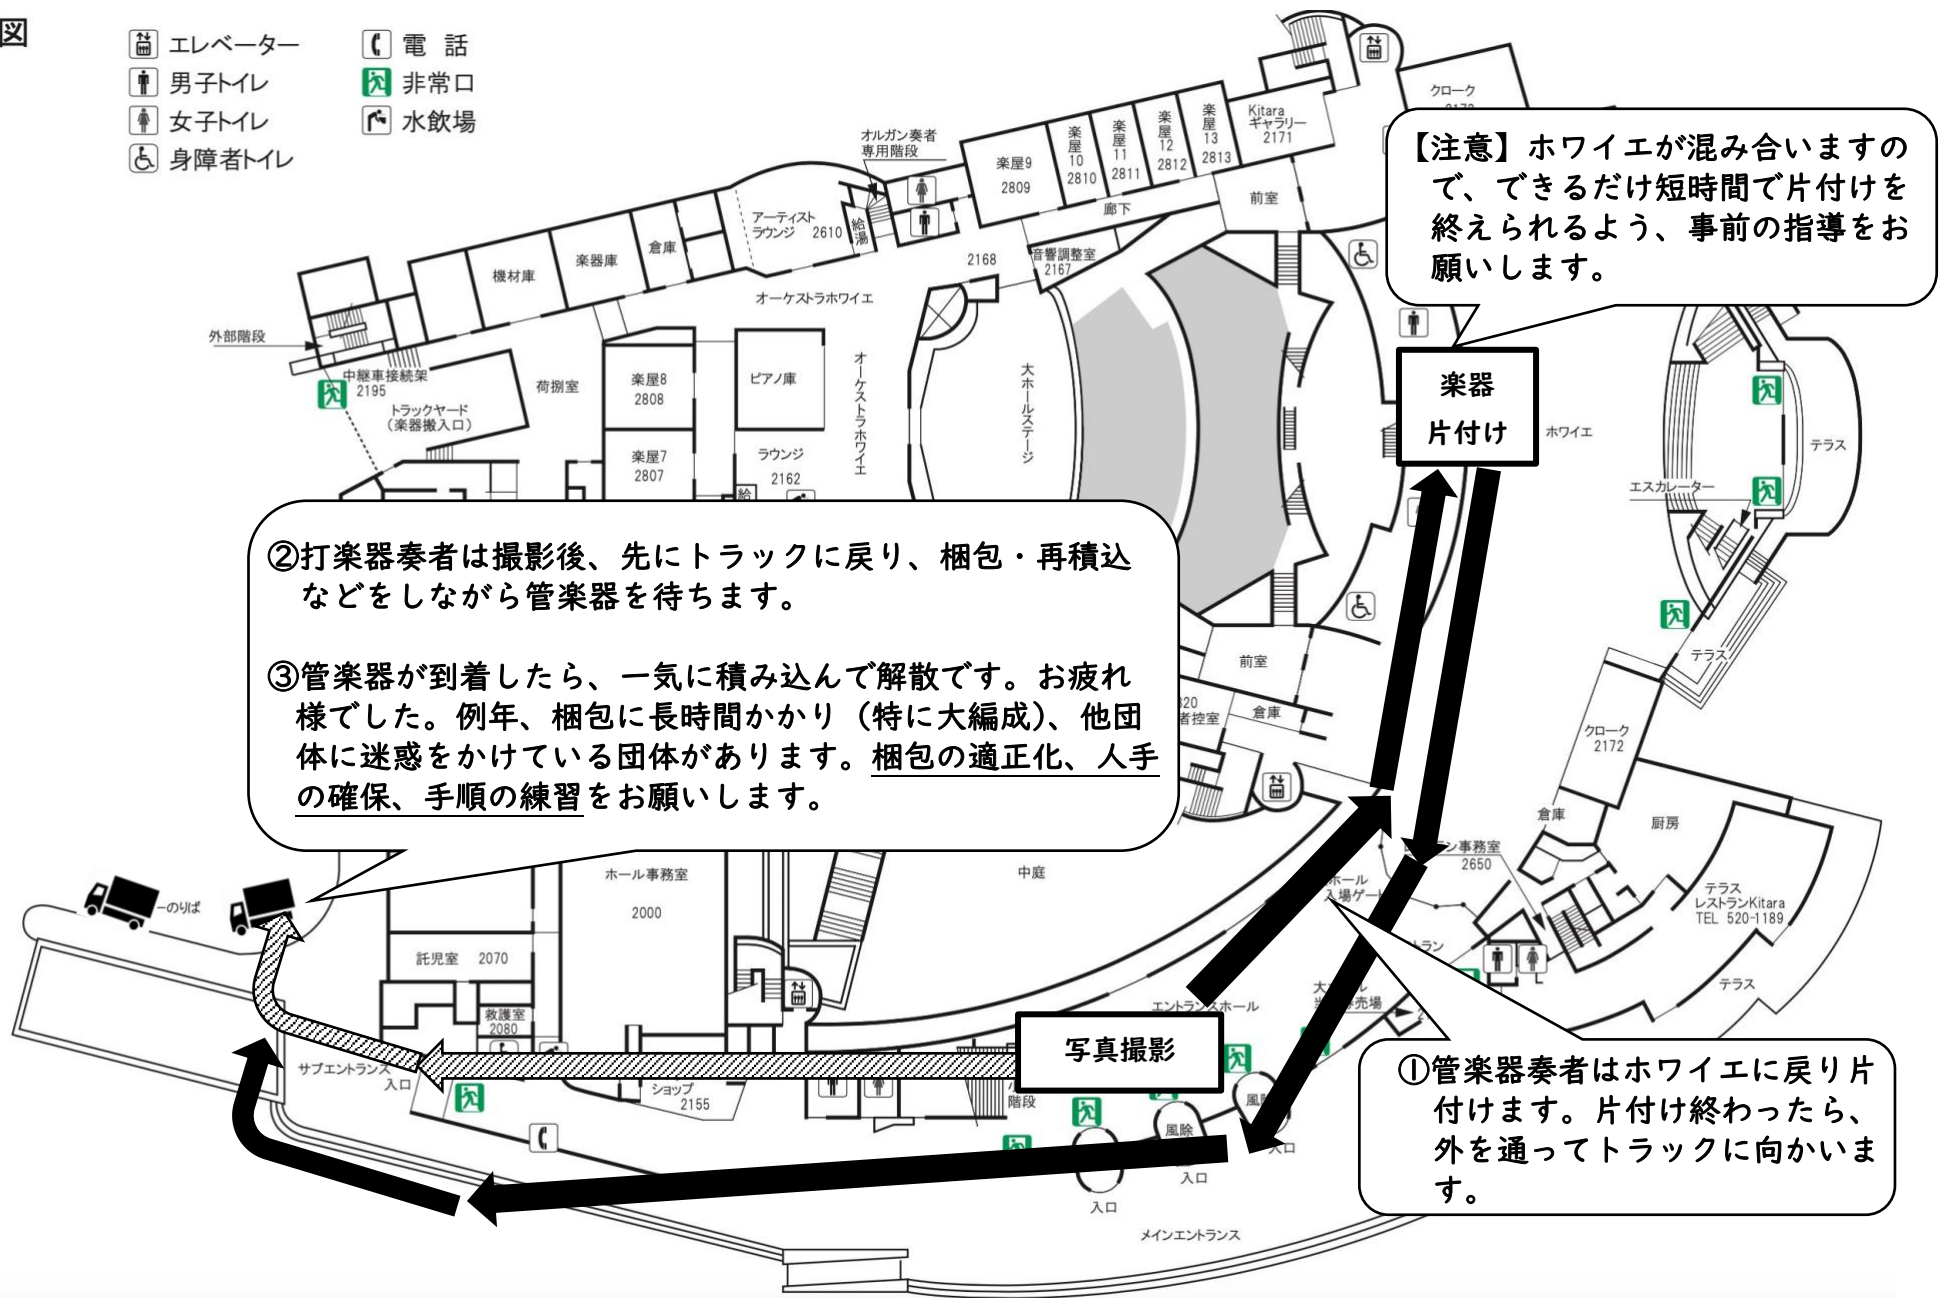 図
エレベーター
男子トイレ
女子トイレ
身障者トイレ
電 話
非常口
水飲場
オルガン奏者
専用階段
楽屋9
2809
楽屋10
2810
楽屋11
2811
楽屋12
2812
楽屋13
2813
Kitara
ギャラリー
2171
クローク
【注意】ホワイエが混み合いますの
で、できるだけ短時間で片付けを
終えられるよう、事前の指導をお
願いします。
前室
廊下
アーティスト
ラウンジ 2610
給湯
音響調整室
2167
2168
倉庫
楽器庫
機材庫
オーケストラホワイエ
外部階段
中継車接続架
2195
トラックヤード
(楽器搬入口)
荷捌室
楽屋8
2808
ピアノ庫
オーケストラホワイエ
大ホールステージ
楽屋7
2807
ラウンジ
2162
給
楽器
片付け
ホワイエ
テラス
エスカレーター
②打楽器奏者は撮影後、先にトラックに戻り、梱包・再積込
などをしながら管楽器を待ちます。
③管楽器が到着したら、一気に積み込んで解散です。お疲れ
様でした。例年、梱包に長時間かかり（特に大編成）、他団
体に迷惑をかけている団体があります。梱包の適正化、人手
の確保、手順の練習をお願いします。
テラス
前室
320
者控室
倉庫
クローク
2172
倉庫
厨房
事務室
2650
テラス
レストランKitara
TEL 520-1189
テラス
ホール
入場ゲート
中庭
ホール事務室
2000
ーのりば
託児室 2070
救護室
2080
エントランスホール
売場
写真撮影
サブエントランス
入口
ショップ
2155
階段
風除
風除
入口
入口
入口
メインエントランス
①管楽器奏者はホワイエに戻り片
付けます。片付け終わったら、
外を通ってトラックに向かいま
す。